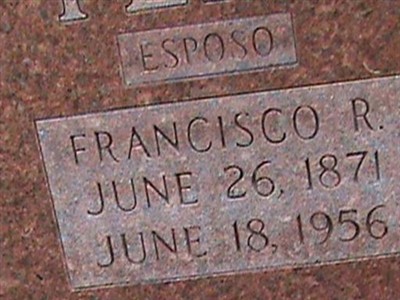 ESPOSO
FRANCISCO R.
JUNE 26, 1871
JUNE 18, 1956